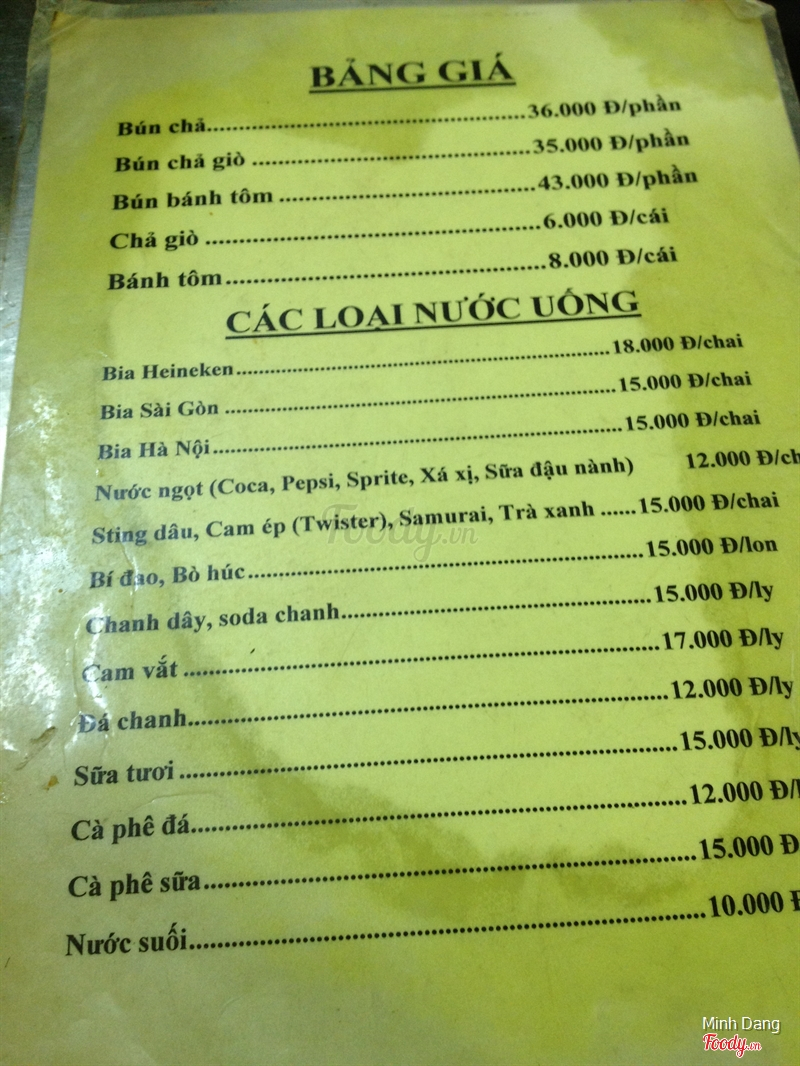 BẢNG GIÁ
Bún chả..........36.000 Đ/phần
Bún chả giò ..........35.000 Đ/phần
Bún bánh tôm ..........43.000 Đ/phần
Chả giò ..........6.000 Đ/cái
Bánh tôm..........8.000 Đ/cái
CÁC LOẠI NƯỚC UỐNG
Bia Heineken..........18.000 Đ/chai
Bia Sài Gòn ..........15.000 Đ/chai
Bia Hà Nội..........15.000 Đ/chai
Nước ngọt (Coca, Pepsi, Sprite, Xá xị, Sữa đậu nành) 12.000 Đ/ch
Sting dâu, Cam ép (Twister), Samurai, Trà xanh ......15.000 Đ/chai
Bí đao, Bò húc..........15.000 Đ/lon
Chanh dây, soda chanh..........15.000 Đ/ly
Cam vắt ..........17.000 Đ/ly
Đá chanh..........12.000 Đ/ly
Sữa tươi ..........15.000 Đ/ly
Cà phê đá..........12.000 Đ/l
Cà phê sữa..........15.000 Đ
Nước suối..........10.000 Đ
Foody.vn
Minh Dang
Foody.vn